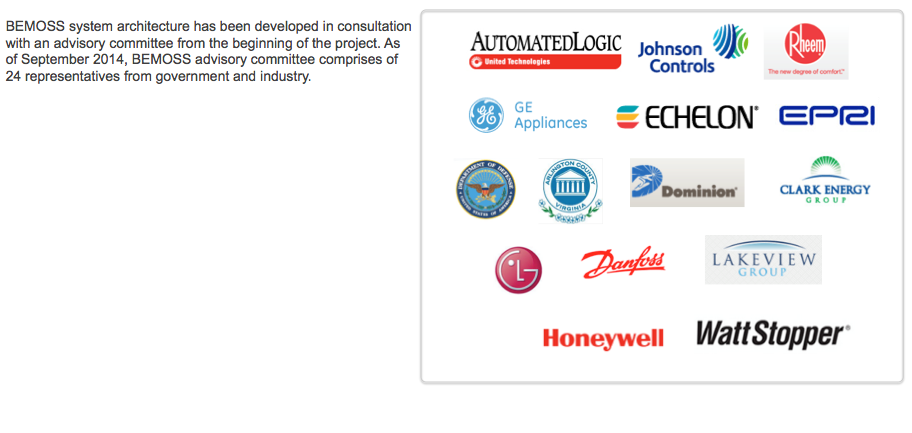 BEMOSS system architecture has been developed in consultation
with an advisory committee from the beginning of the project. As
of September 2014, BEMOSS advisory committee comprises of
24 representatives from government and industry.
AUTOMATEDLOGIC
United Technologies
Johnson
Controls
Rheem
The new degree of comfort.™
GE
Appliances
ECHELON®
EPRI
DEPARTMENT OF DEFENSE
UNITED STATES OF AMERICA
ARLINGTON COUNTY
VIRGINIA
Dominion®
CLARK ENERGY
GROUP
LG
Danfoss
LAKEVIEW
GROUP
Honeywell
WattStopper®